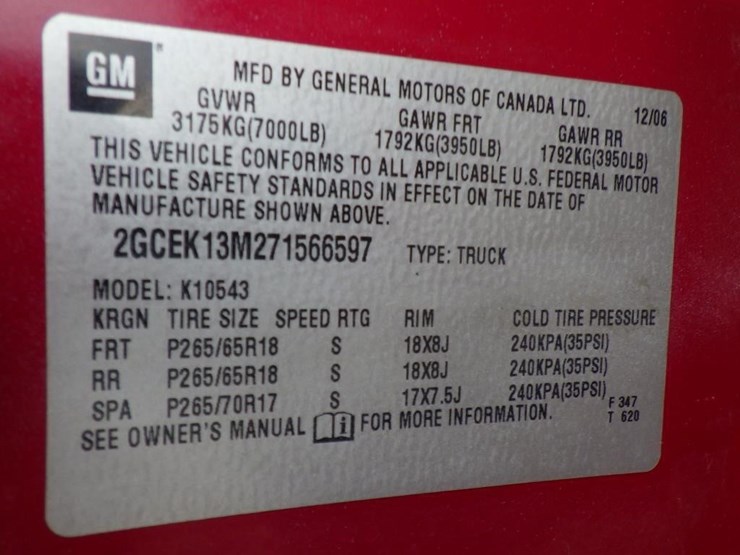 GM
MFD BY GENERAL MOTORS OF CANADA LTD. 12/06
GVWR GAWR FRT GAWR RR
3175KG(7000LB) 1792KG(3950LB) 1792KG(3950LB)
THIS VEHICLE CONFORMS TO ALL APPLICABLE U.S. FEDERAL MOTOR
VEHICLE SAFETY STANDARDS IN EFFECT ON THE DATE OF
MANUFACTURE SHOWN ABOVE.
2GCEK13M271566597 TYPE: TRUCK
MODEL: K10543
KRGN TIRE SIZE SPEED RTG RIM COLD TIRE PRESSURE
FRT P265/65R18 S 18X8J 240KPA(35PSI)
RR P265/65R18 S 18X8J 240KPA(35PSI)
SPA P265/70R17 S 17X7.5J 240KPA(35PSI)
F 347
SEE OWNER'S MANUAL i FOR MORE INFORMATION. T 620